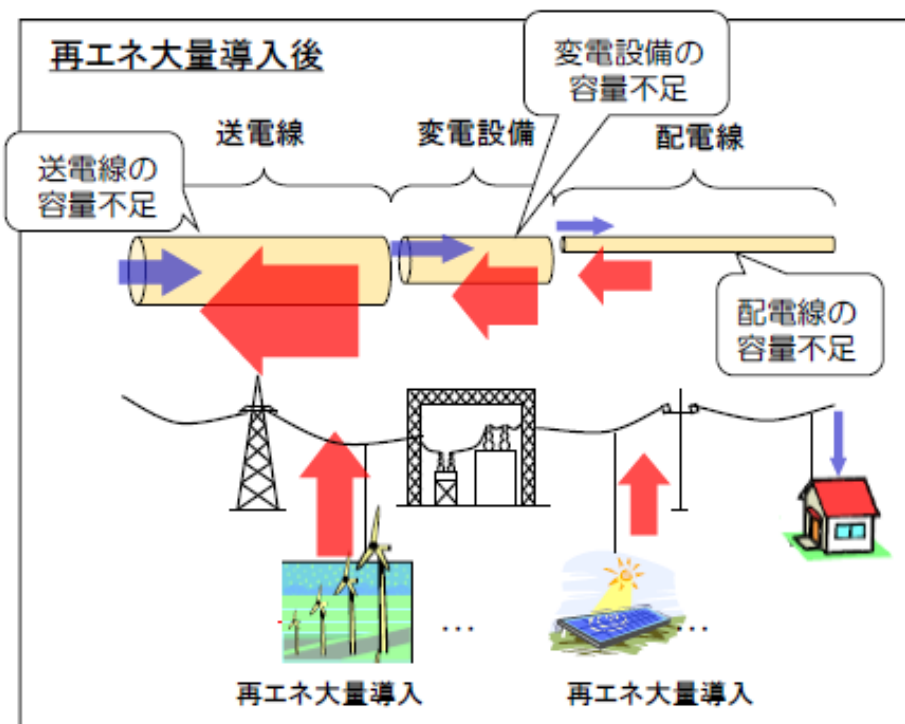 再エネ大量導入後
変電設備の
容量不足
送電線
変電設備
配電線
送電線の
容量不足
配電線の
容量不足
…
…
再エネ大量導入
再エネ大量導入